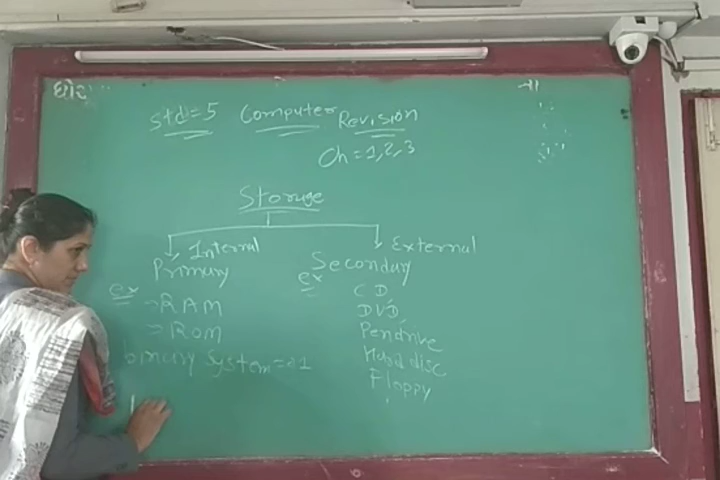 ધોર
તા
Std=5 Computer Revision
Ch=1,2,3
Storage
Internal External
Primary Secondary
ex ex
RAM CD,
ROM DVD,
binary System=01 Pendrive
Hard disc
Floppy